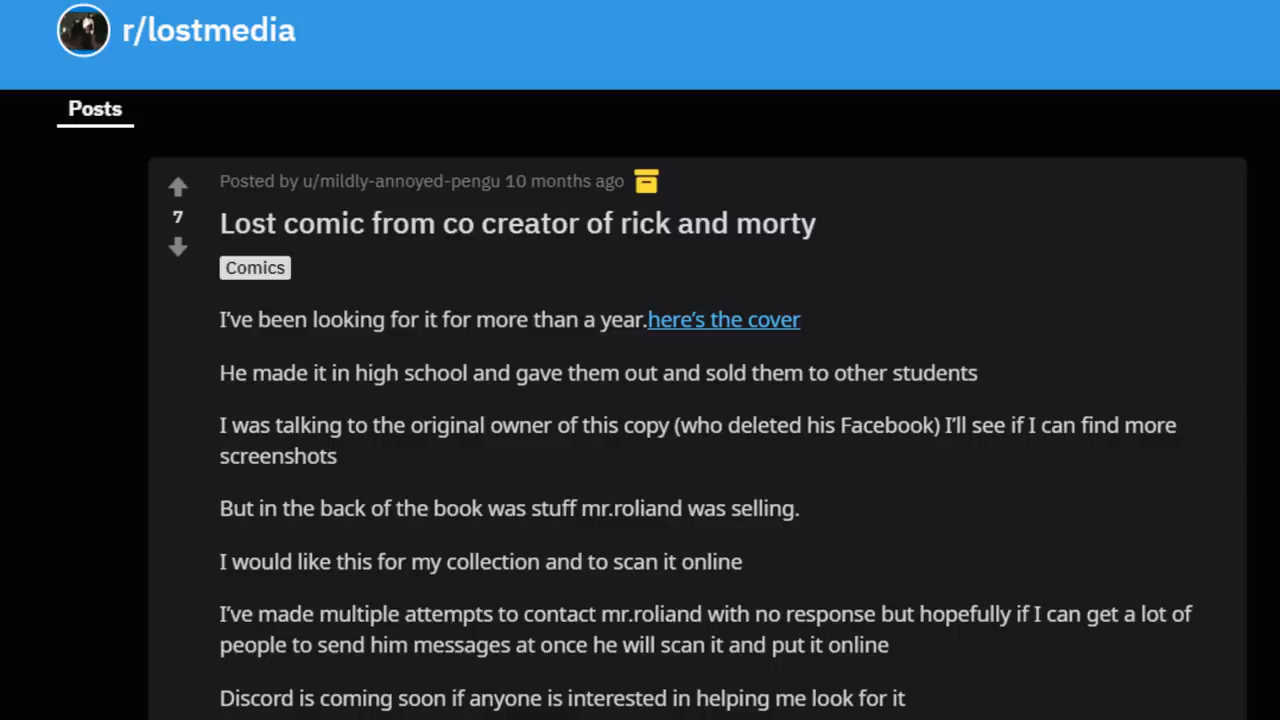 r/lostmedia
Posts
Posted by u/mildly-annoyed-pengu 10 months ago
7
Lost comic from co creator of rick and morty
Comics
I’ve been looking for it for more than a year.here’s the cover
He made it in high school and gave them out and sold them to other students
I was talking to the original owner of this copy (who deleted his Facebook) I’ll see if I can find more
screenshots
But in the back of the book was stuff mr.roliand was selling.
I would like this for my collection and to scan it online
I’ve made multiple attempts to contact mr.roliand with no response but hopefully if I can get a lot of
people to send him messages at once he will scan it and put it online
Discord is coming soon if anyone is interested in helping me look for it